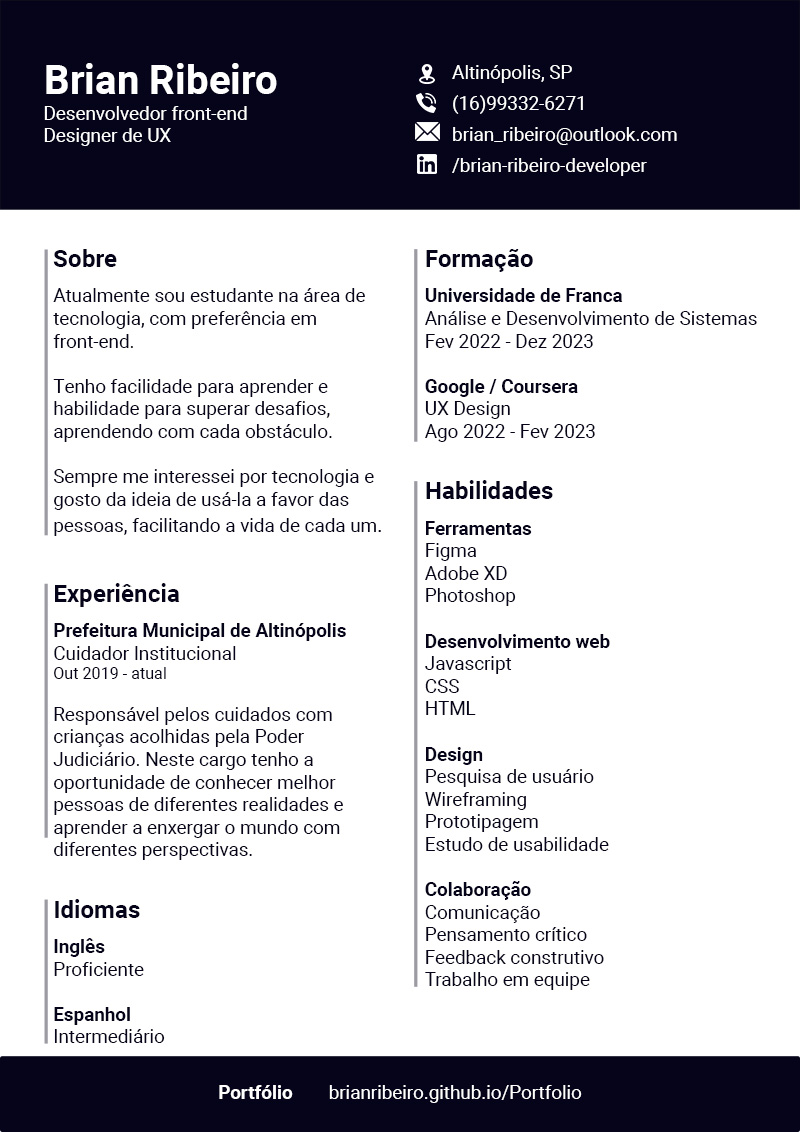 Brian Ribeiro
Desenvolvedor front-end
Designer de UX
Altinópolis, SP
(16)99332-6271
brian_ribeiro@outlook.com
in
/brian-ribeiro-developer
Sobre
Atualmente sou estudante na área de
tecnologia, com preferência em
front-end.
Tenho facilidade para aprender e
habilidade para superar desafios,
aprendendo com cada obstáculo.
Sempre me interessei por tecnologia e
gosto da ideia de usá-la a favor das
pessoas, facilitando a vida de cada um.
Experiência
Prefeitura Municipal de Altinópolis
Cuidador Institucional
Out 2019 - atual
Responsável pelos cuidados com
crianças acolhidas pela Poder
Judiciário. Neste cargo tenho a
oportunidade de conhecer melhor
pessoas de diferentes realidades e
aprender a enxergar o mundo com
diferentes perspectivas.
Idiomas
Inglês
Proficiente
Espanhol
Intermediário
Formação
Universidade de Franca
Análise e Desenvolvimento de Sistemas
Fev 2022 - Dez 2023
Google / Coursera
UX Design
Ago 2022 - Fev 2023
Habilidades
Ferramentas
Figma
Adobe XD
Photoshop
Desenvolvimento web
Javascript
CSS
HTML
Design
Pesquisa de usuário
Wireframing
Prototipagem
Estudo de usabilidade
Colaboração
Comunicação
Pensamento crítico
Feedback construtivo
Trabalho em equipe
Portfólio brianribeiro.github.io/Portfolio